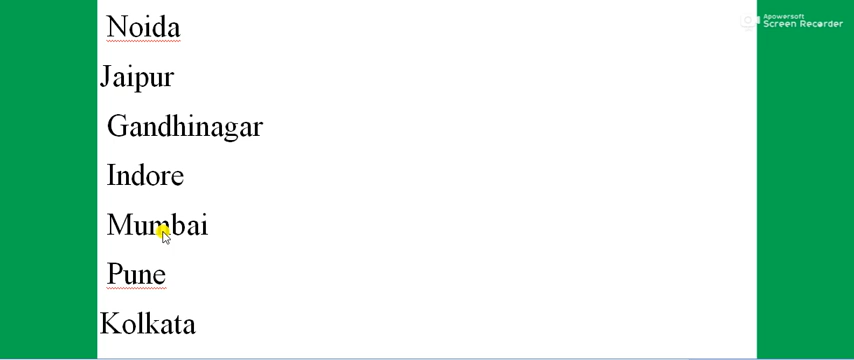 Noida
Apowersoft
Screen Recorder
Jaipur
Gandhinagar
Indore
Mumbai
Pune
Kolkata